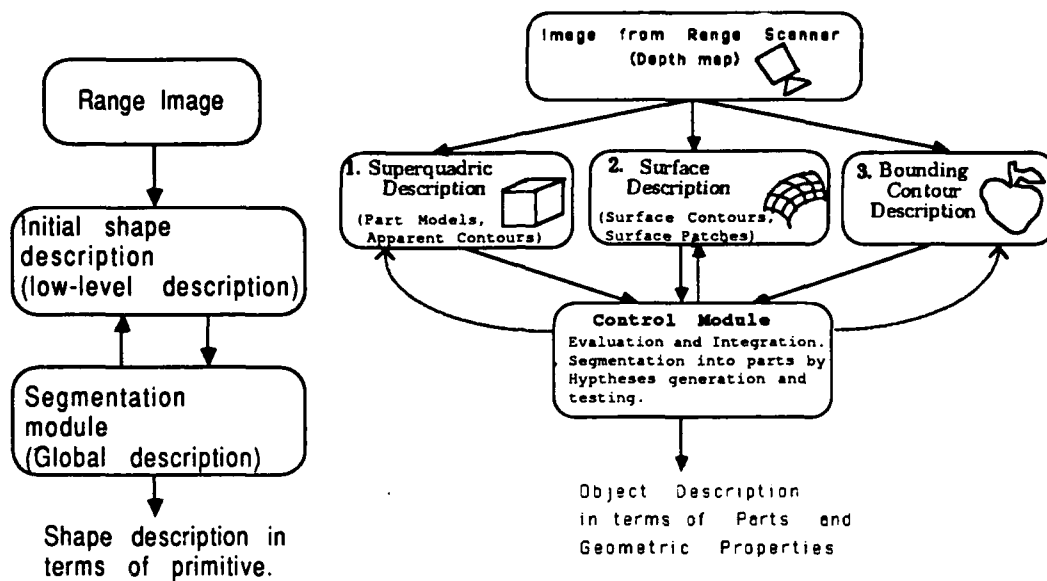 Range Image
Initial shape
description
(low-level description)
Segmentation
module
(Global description)
Shape description in
terms of primitive.
Image from Range Scanner
(Depth map)
1. Superquadric
Description
(Part Models,
Apparent Contours)
2. Surface
Description
(Surface Contours,
Surface Patches)
3. Bounding
Contour
Description
Control Module
Evaluation and Integration.
Segmentation into parts by
Hyptheses generation and
testing.
Object Description
in terms of Parts and
Geometric Properties